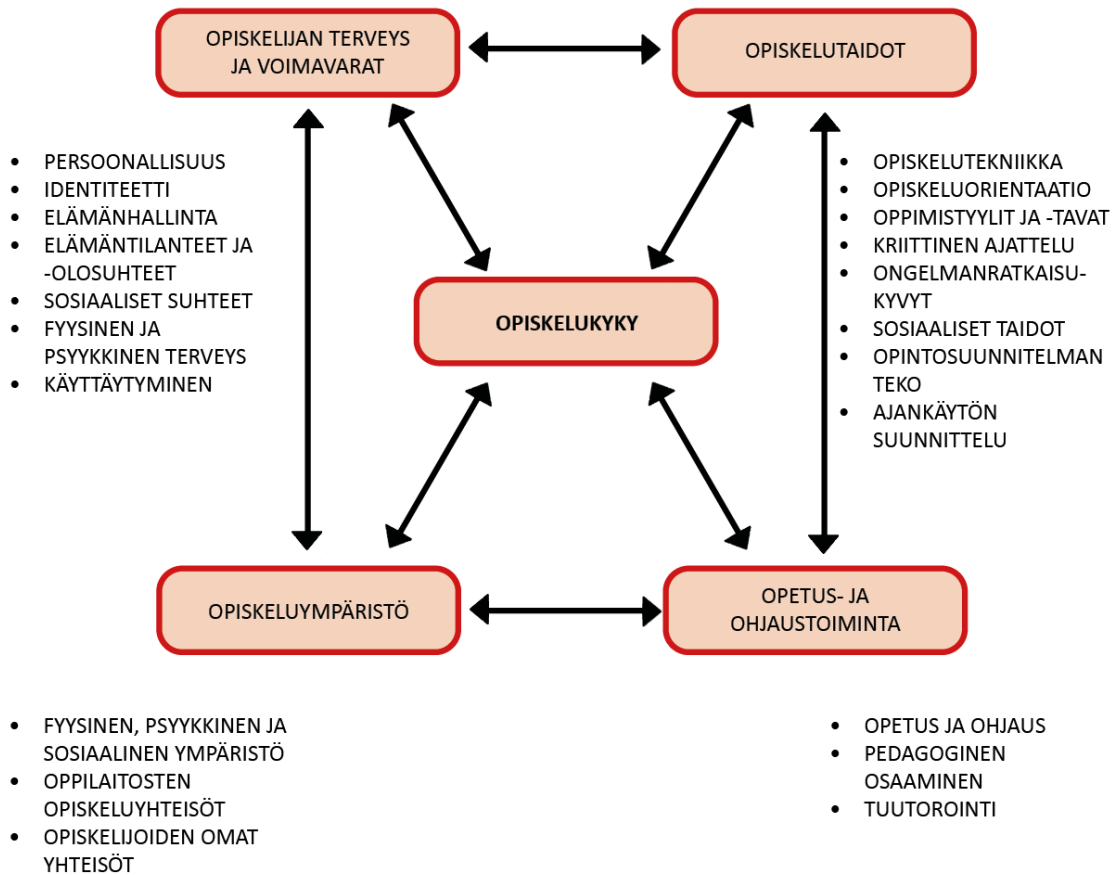 OPISKELIJAN TERVEYS
JA VOIMAVARAT
OPISKELUTAIDOT
• PERSOONALLISUUS
• IDENTITEETTI
• ELÄMÄNHALLINTA
• ELÄMÄNTILANTEET JA
-OLOSUHTEET
• SOSIAALISET SUHTEET
• FYYSINEN JA
PSYYKKINEN TERVEYS
• KÄYTTÄYTYMINEN
• OPISKELUTEKNIIKKA
• OPISKELUORIENTAATIO
• OPPIMISTYYLIT JA -TAVAT
• KRIITTINEN AJATTELU
• ONGELMANRATKAISU-
KYVYT
• SOSIAALISET TAIDOT
• OPINTOSUUNNITELMAN
TEKO
• AJANKÄYTÖN
SUUNNITTELU
OPISKELUKYKY
OPISKELUYMPÄRISTÖ
OPETUS- JA
OHJAUSTOIMINTA
• FYYSINEN, PSYYKKINEN JA
SOSIAALINEN YMPÄRISTÖ
• OPPILAITOSTEN
OPISKELUYHTEISÖT
• OPISKELIJOIDEN OMAT
YHTEISÖT
• OPETUS JA OHJAUS
• PEDAGOGINEN
OSAAMINEN
• TUUTOROINTI